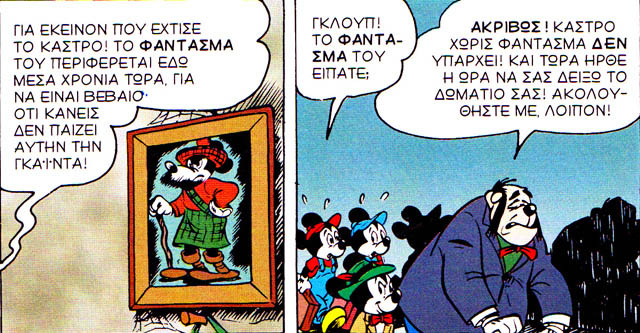 ΓΙΑ ΕΚΕΙΝΟΝ ΠΟΥ ΕΧΤΙΣΕ
ΤΟ ΚΑΣΤΡΟ! ΤΟ ΦΑΝΤΑΣΜΑ
ΤΟΥ ΠΕΡΙΦΕΡΕΤΑΙ ΕΔΩ
ΜΕΣΑ ΧΡΟΝΙΑ ΤΩΡΑ, ΓΙΑ
ΝΑ ΕΙΝΑΙ ΒΕΒΑΙΟ
ΟΤΙ ΚΑΝΕΙΣ
ΔΕΝ ΠΑΙΖΕΙ
ΑΥΤΗΝ ΤΗΝ
ΓΚΑ·Ι·ΝΤΑ!
ΓΚΛΟΥΠ!
ΤΟ ΦΑΝΤΑ-
ΣΜΑ ΤΟΥ
ΕΙΠΑΤΕ;
ΑΚΡΙΒΩΣ! ΚΑΣΤΡΟ
ΧΩΡΙΣ ΦΑΝΤΑΣΜΑ ΔΕΝ
ΥΠΑΡΧΕΙ! ΚΑΙ ΤΩΡΑ ΗΡΘΕ
Η ΩΡΑ ΝΑ ΣΑΣ ΔΕΙΞΩ ΤΟ
ΔΩΜΑΤΙΟ ΣΑΣ! ΑΚΟΛΟΥ-
ΘΗΣΤΕ ΜΕ, ΛΟΙΠΟΝ!